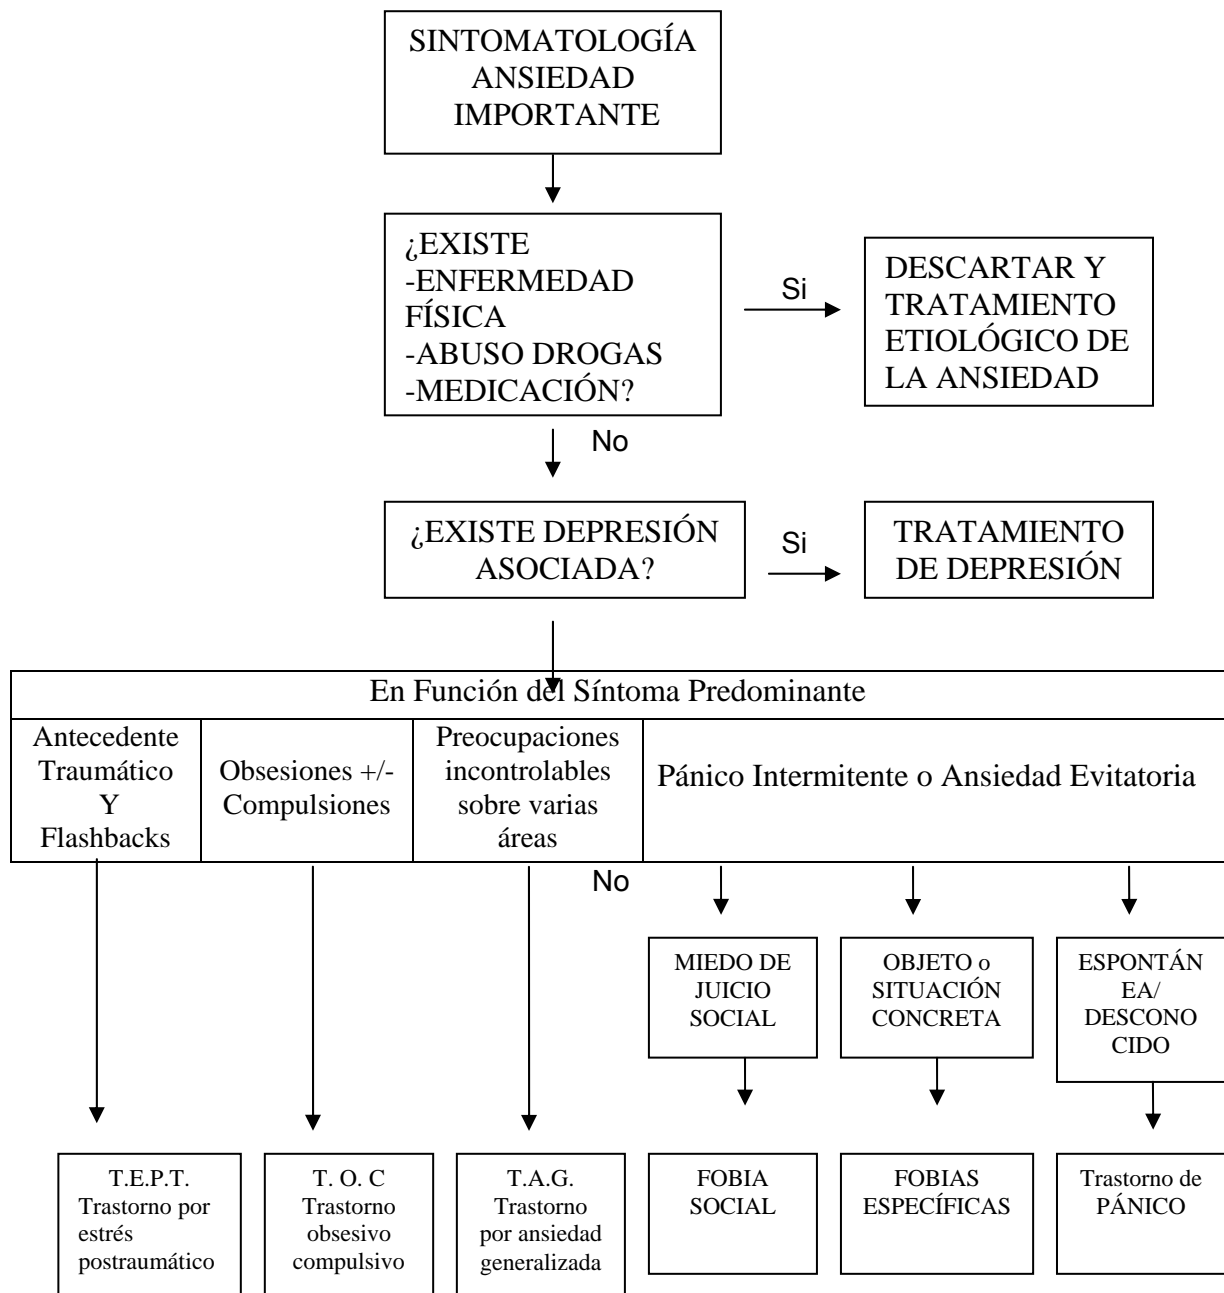 SINTOMATOLOGÍA
ANSIEDAD
IMPORTANTE
¿EXISTE
-ENFERMEDAD
FÍSICA
-ABUSO DROGAS
-MEDICACIÓN?
Si
DESCARTAR Y
TRATAMIENTO
ETIOLÓGICO DE
LA ANSIEDAD
No
¿EXISTE DEPRESIÓN
ASOCIADA?
Si
TRATAMIENTO
DE DEPRESIÓN
En Función del Síntoma Predominante
Antecedente
Traumático
Y
Flashbacks
Obsesiones +/-
Compulsiones
Preocupaciones
incontrolables
sobre varias
áreas
Pánico Intermitente o Ansiedad Evitatoria
No
MIEDO DE
JUICIO
SOCIAL
OBJETO o
SITUACIÓN
CONCRETA
ESPONTÁN
EA/
DESCONO
CIDO
T.E.P.T.
Trastorno por
estrés
postraumático
T. O. C
Trastorno
obsesivo
compulsivo
T.A.G.
Trastorno
por ansiedad
generalizada
FOBIA
SOCIAL
FOBIAS
ESPECÍFICAS
Trastorno de
PÁNICO